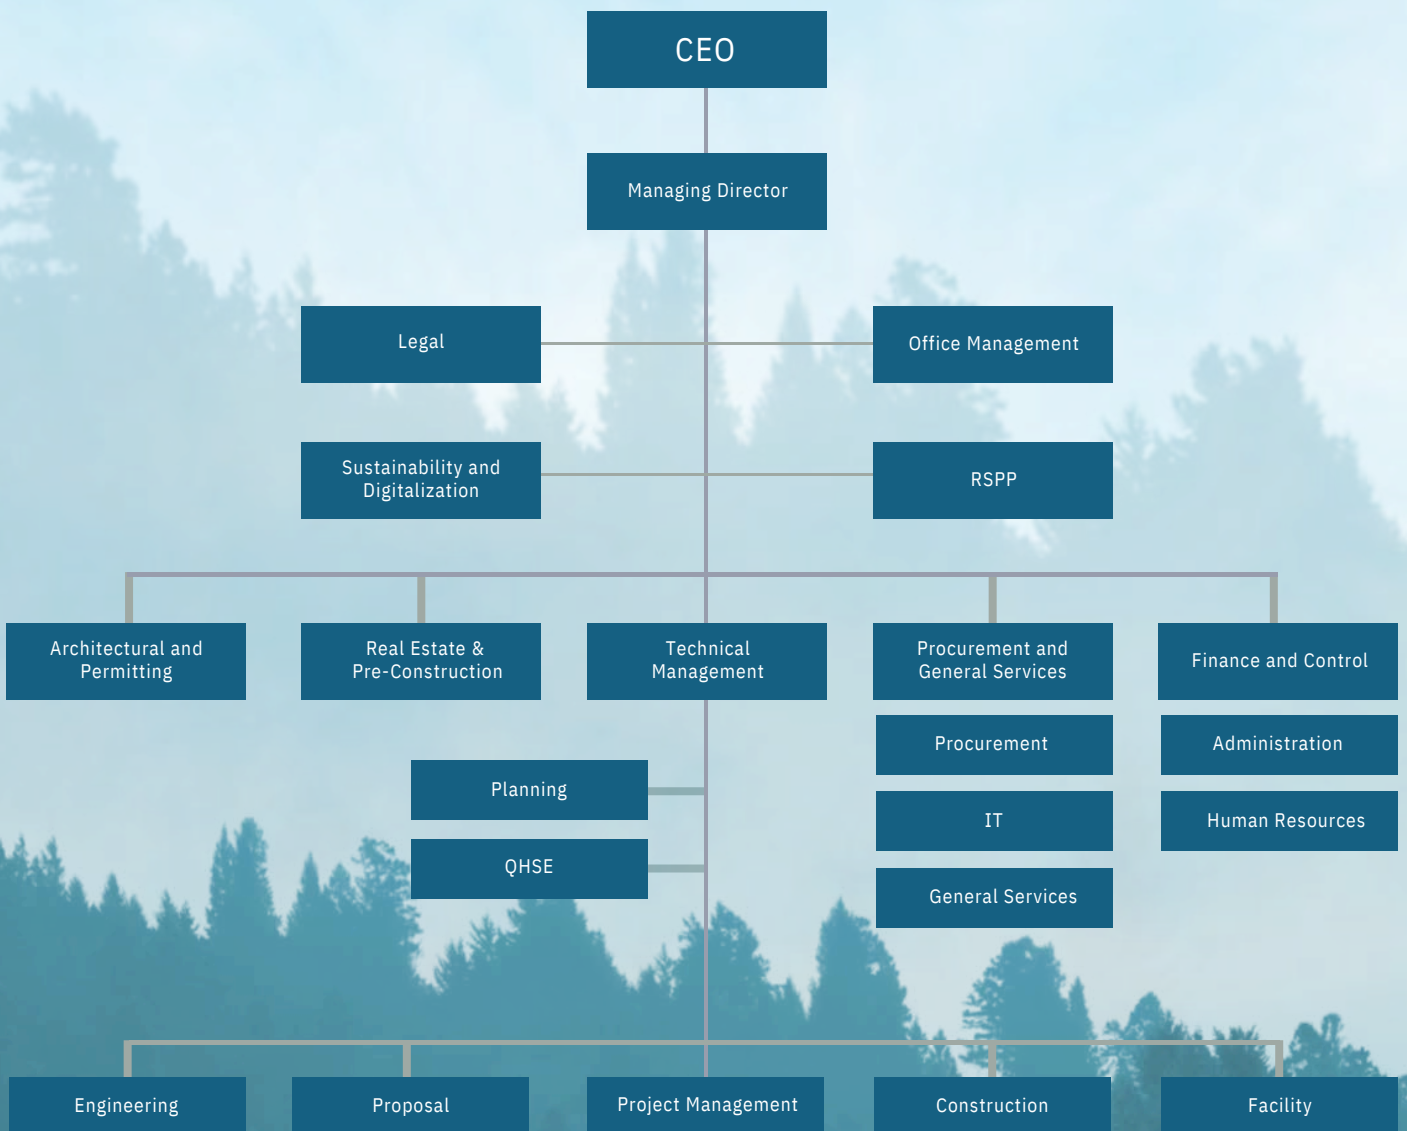 CEO
Managing Director
Legal
Office Management
Sustainability and
Digitalization
RSPP
Architectural and
Permitting
Real Estate &
Pre-Construction
Technical
Management
Procurement and
General Services
Finance and Control
Procurement
Administration
Planning
IT
Human Resources
QHSE
General Services
Engineering
Proposal
Project Management
Construction
Facility